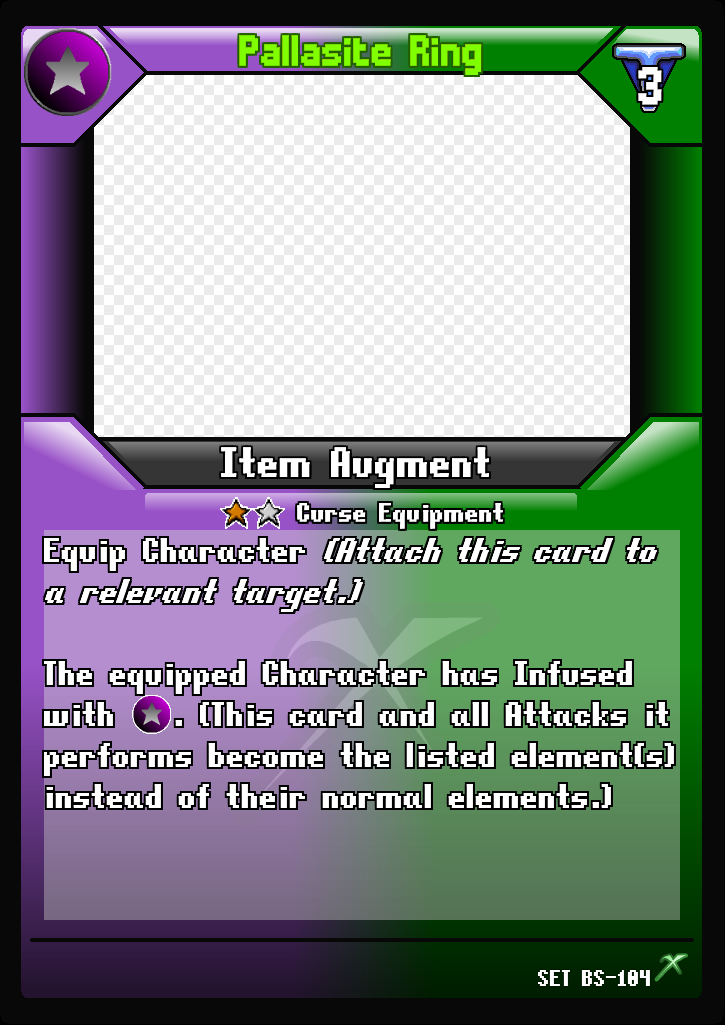 Pallasite Ring
3
Item Augment
Curse Equipment
Equip Character (Attach this card to
a relevant target.)
The equipped Character has Infused
with . (This card and all Attacks it
performs become the listed element(s)
instead of their normal elements.)
SET BS-104